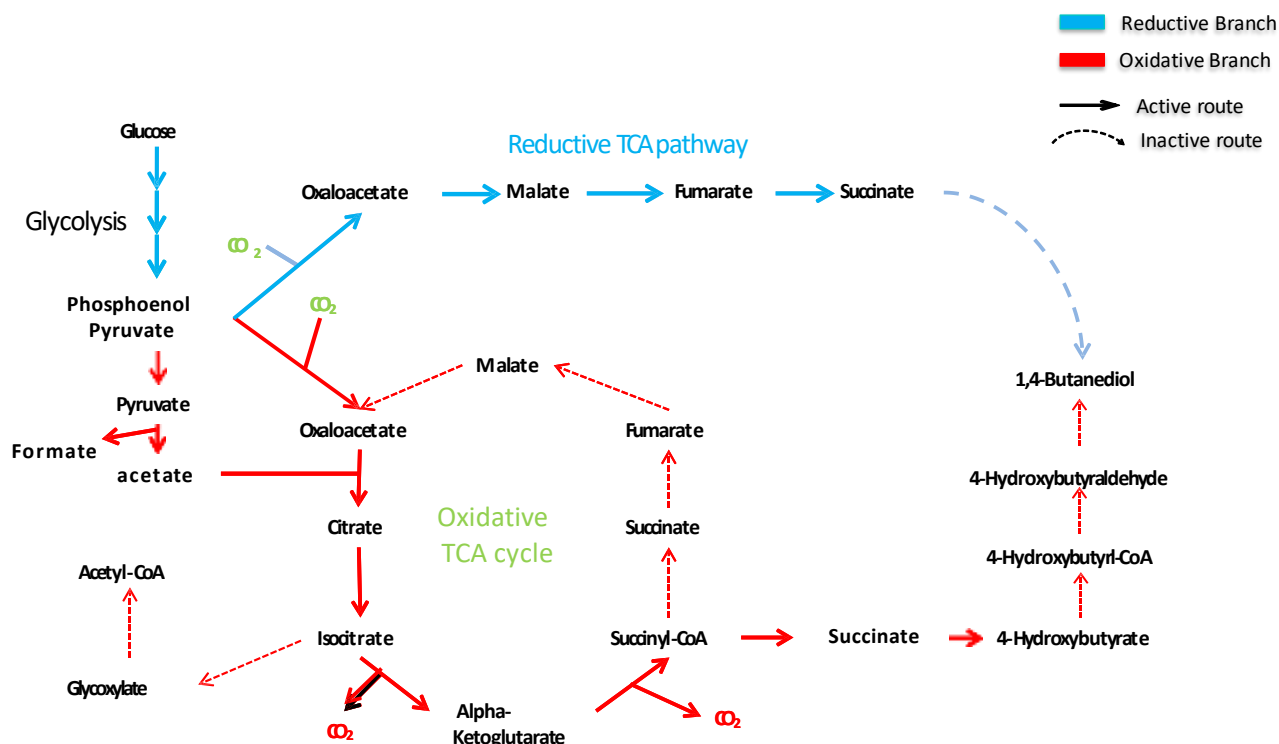 Reductive Branch
Oxidative Branch
Active route
Inactive route
Glucose
Reductive TCA pathway
Oxaloacetate
Malate
Fumarate
Succinate
Glycolysis
CO 2
Phosphoenol
Pyruvate
CO2
Malate
1,4-Butanediol
Pyruvate
Oxaloacetate
Fumarate
Formate
acetate
4-Hydroxybutyraldehyde
Citrate
Oxidative
TCA cycle
Succinate
Acetyl-CoA
4-Hydroxybutyrl-CoA
Isocitrate
Succinyl-CoA
Succinate
4-Hydroxybutyrate
Glycoxylate
Alpha-
Ketoglutarate
CO2
CO2